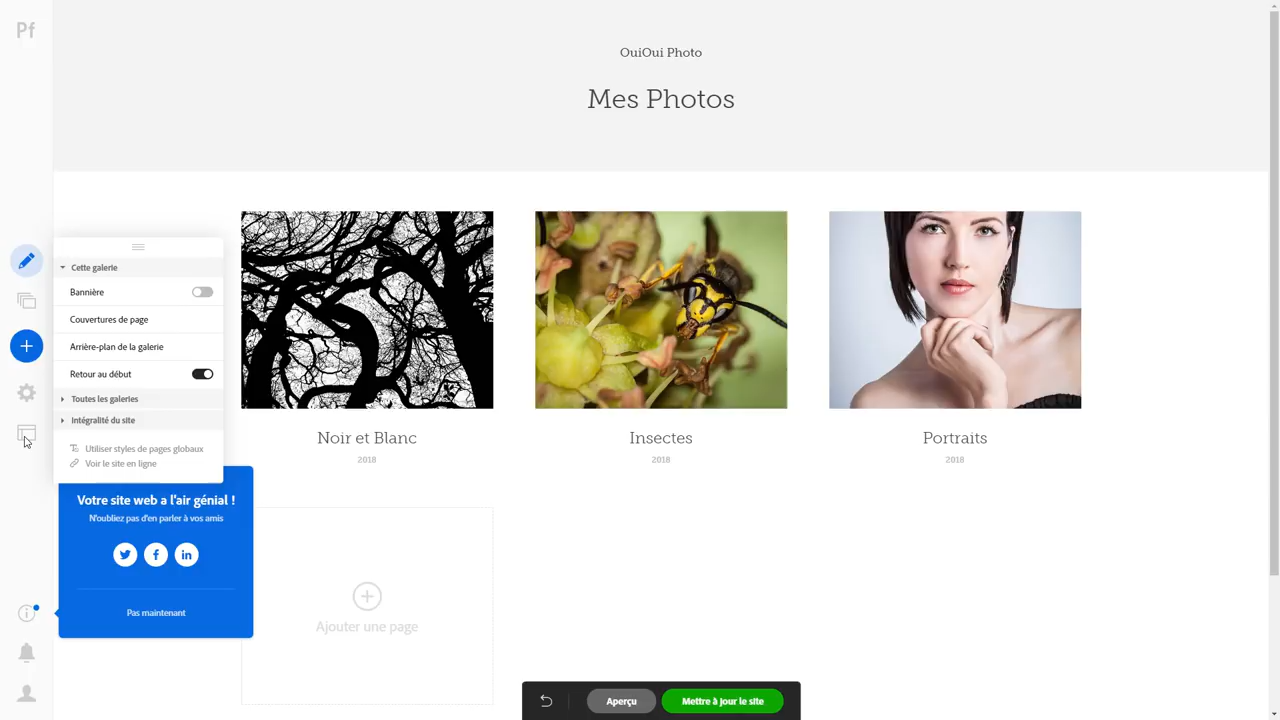 Pf
OuiOui Photo
Mes Photos
Cette galerie
Bannière
Couvertures de page
Arrière-plan de la galerie
Retour au début
Toutes les galeries
Intégralité du site
Utiliser styles de pages globaux
Voir le site en ligne
Votre site web a l'air génial !
N'oubliez pas d'en parler à vos amis
Pas maintenant
Noir et Blanc
2018
Insectes
2018
Portraits
2018
Ajouter une page
Aperçu
Mettre à jour le site